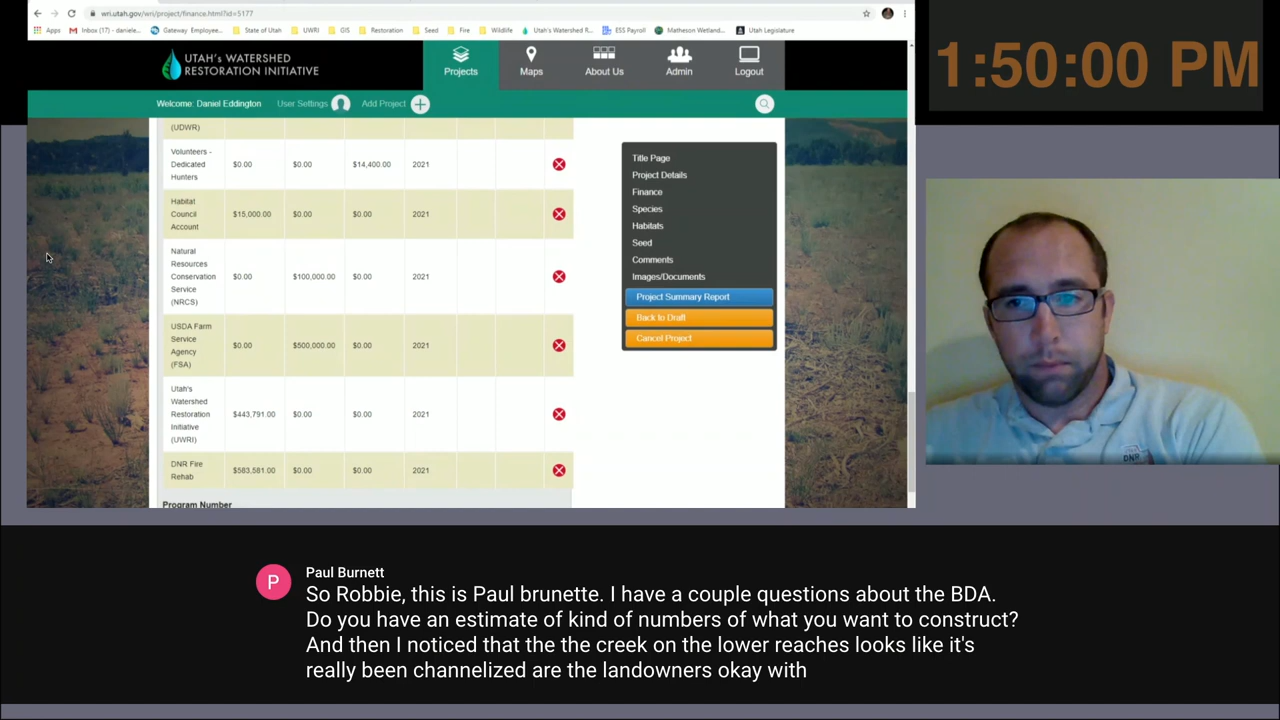 wri.utah.gov/wri/project/finance.html?id=5177
Apps
Inbox (17) - daniele...
Gateway Employee...
State of Utah
UWRI
GIS
Restoration
Seed
Fire
Wildlife
Utah's Watershed R...
ESS Payroll
Matheson Wetland...
Utah Legislature
1:50:00 PM
UTAH'S WATERSHED
RESTORATION INITIATIVE
Projects
Maps
About Us
Admin
Logout
Welcome: Daniel Eddington
User Settings
Add Project
(UDWR)
Volunteers -
Dedicated
Hunters
$0.00 $0.00 $14,400.00 2021
Habitat
Council
Account
$15,000.00 $0.00 $0.00 2021
Natural
Resources
Conservation
Service
(NRCS)
$0.00 $100,000.00 $0.00 2021
USDA Farm
Service
Agency
(FSA)
$0.00 $500,000.00 $0.00 2021
Utah's
Watershed
Restoration
Initiative
(UWRI)
$443,791.00 $0.00 $0.00 2021
DNR Fire
Rehab
$583,581.00 $0.00 $0.00 2021
Program Number
Title Page
Project Details
Finance
Species
Habitats
Seed
Comments
Images/Documents
Project Summary Report
Back to Draft
Cancel Project
DNR
P
Paul Burnett
So Robbie, this is Paul brunette. I have a couple questions about the BDA.
Do you have an estimate of kind of numbers of what you want to construct?
And then I noticed that the the creek on the lower reaches looks like it's
really been channelized are the landowners okay with